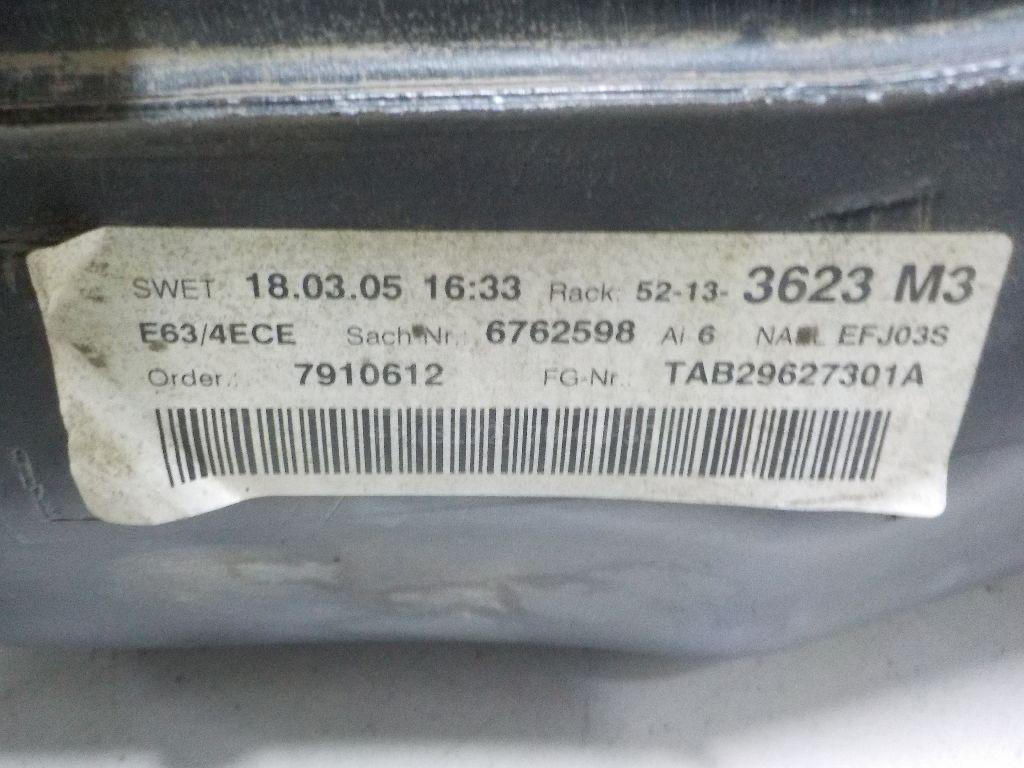 SWET 18.03.05 16:33 Rack: 52-13- 3623 M3
E63/4ECE Sach-Nr.: 6762598 AI 6 EFJ03S
Order.: 7910612 FG-Nr.: TAB29627301A